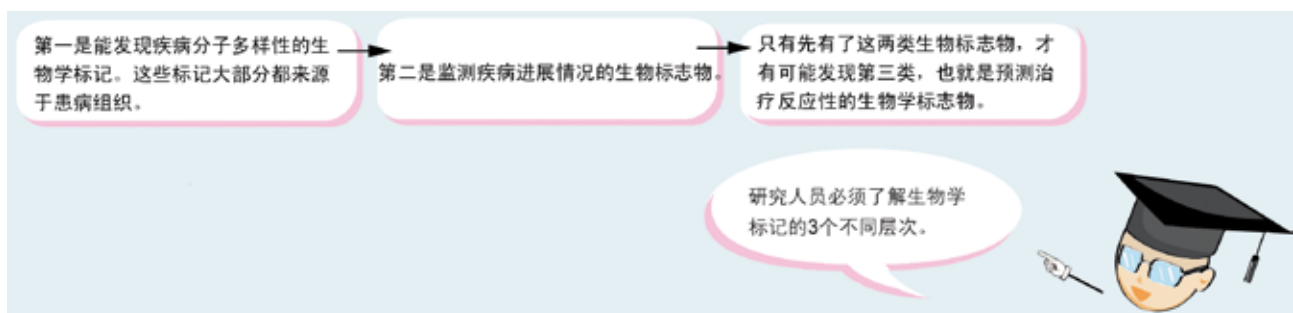 第一是能发现疾病分子多样性的生
物学标记。这些标记大部分都来源
于患病组织。
第二是监测疾病进展情况的生物标志物。
只有先有了这两类生物标志物，才
有可能发现第三类，也就是预测治
疗反应性的生物学标志物。
研究人员必须了解生物学
标记的3个不同层次。